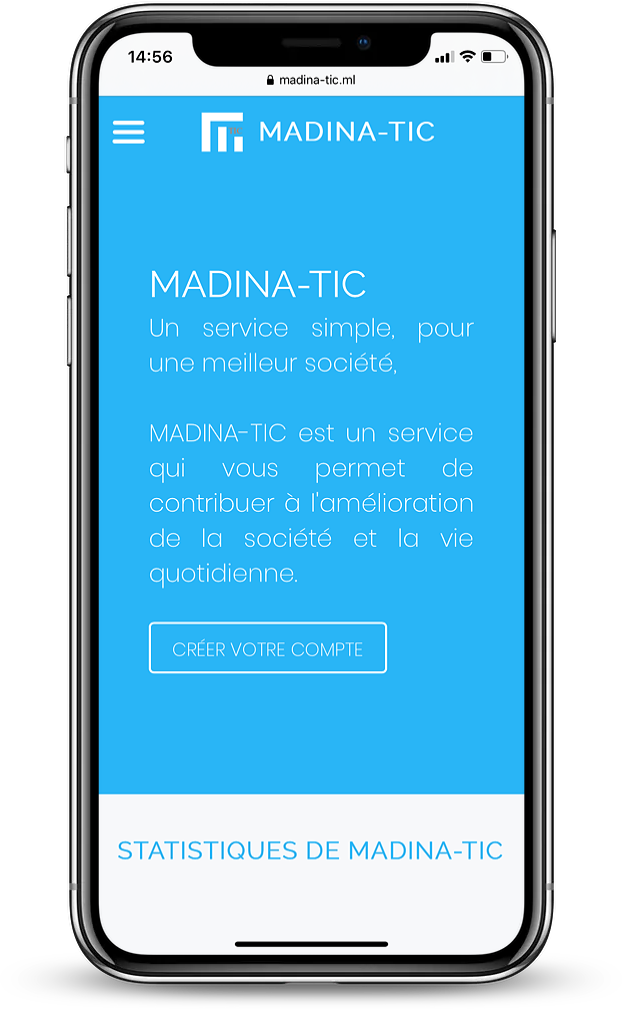 14:56
madina-tic.ml
MADINA-TIC
MADINA-TIC
Un service simple, pour
une meilleur société,
MADINA-TIC est un service
qui vous permet de
contribuer à l'amélioration
de la société et la vie
quotidienne.
CRÉER VOTRE COMPTE
STATISTIQUES DE MADINA-TIC